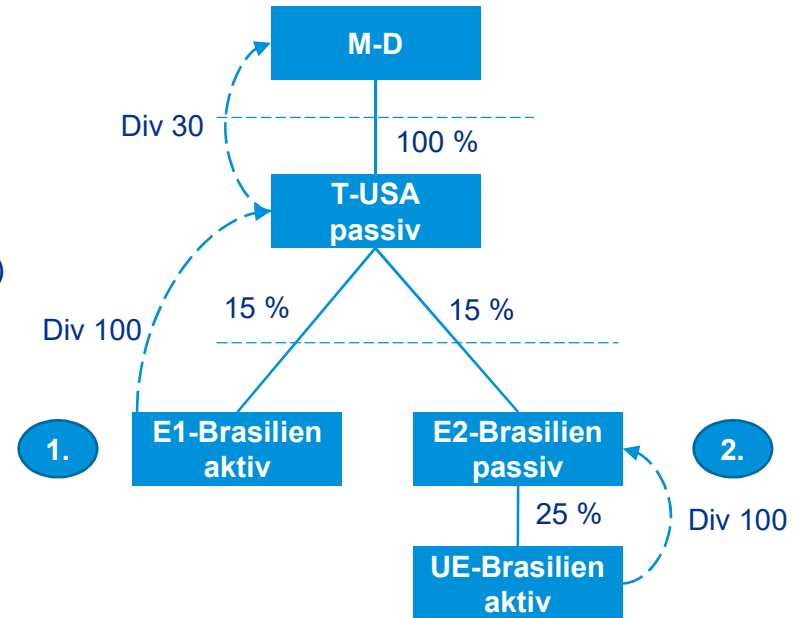 M-D
Div 30
100 %
T-USA
passiv
15 %
15 %
Div 100
1.
E1-Brasilien
aktiv
E2-Brasilien
passiv
2.
25 %
Div 100
UE-Brasilien
aktiv